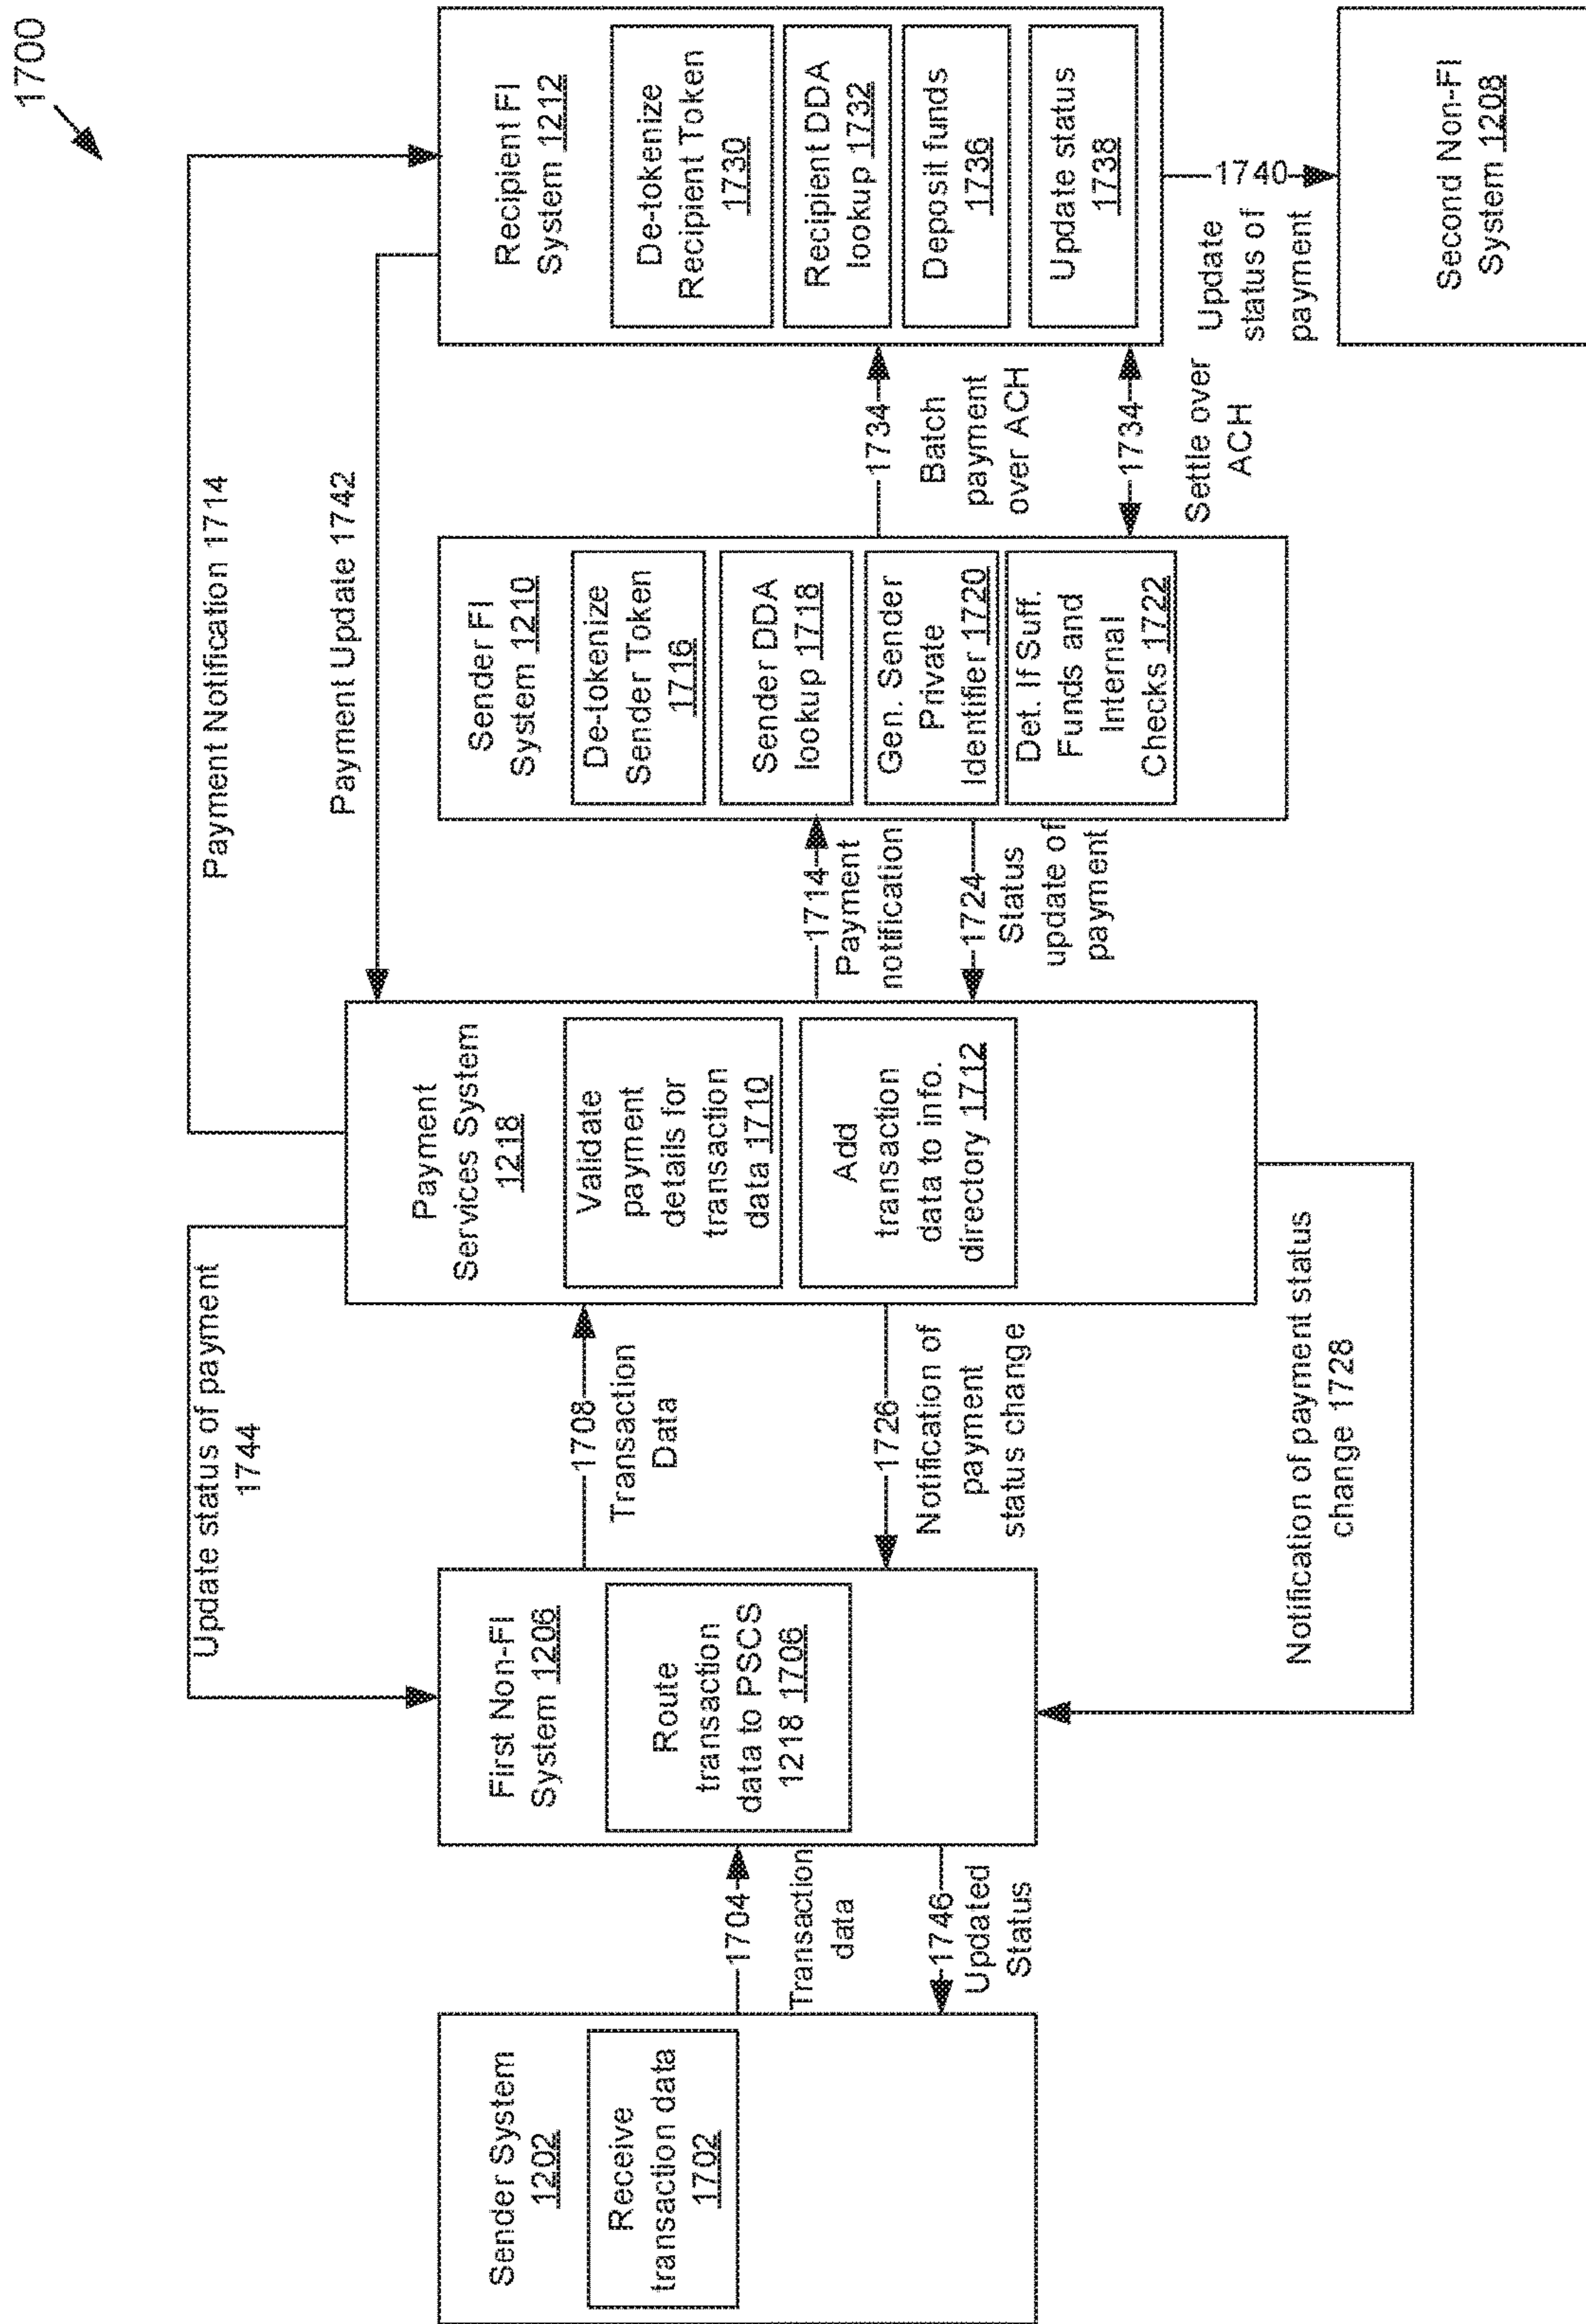 1700
Payment Notification 1714
Payment Update 1742
Update status of payment
1744
Sender System
1202
Receive
transaction data
1702
1704
Transaction
data
1746
Updated
Status
First Non-FI
System 1206
Route
transaction
data to PSCS
1218 1706
1708
Transaction
Data
1726
Notification of
payment
status change
Payment
Services System
1218
Validate
payment
details for
transaction
data 1710
Add
transaction
data to info.
directory 1712
Notification of payment status
change 1728
1714
Payment
notification
1724
Status
update of
payment
Sender FI
System 1210
De-tokenize
Sender Token
1716
Sender DDA
lookup 1718
Gen. Sender
Private
Identifier 1720
Det. If Suff.
Funds and
Internal
Checks 1722
1734
Batch
payment
over ACH
1734
Settle over
ACH
Recipient FI
System 1212
De-tokenize
Recipient Token
1730
Recipient DDA
lookup 1732
Deposit funds
1736
Update status
1738
1740
Update
status of
payment
Second Non-FI
System 1208